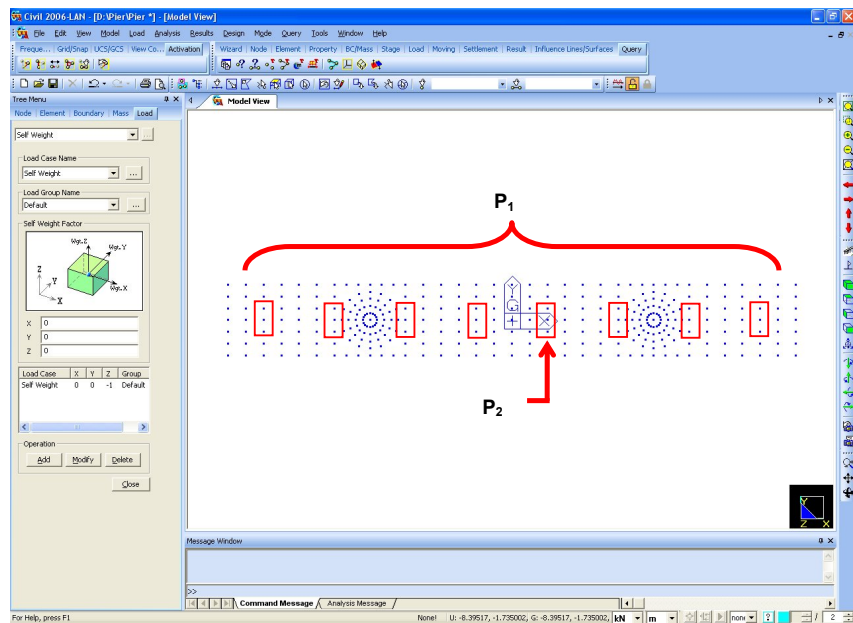 Civil 2006-LAN - [D:\Pier\Pier *] - [Model View]
File Edit View Model Load Analysis Results Design Mode Query Tools Window Help
Freque... Grid/Snap UCS/GCS View Co... Activation Wizard Node Element Property BC/Mass Stage Load Moving Settlement Result Influence Lines/Surfaces Query
Tree Menu
Model View
Node Element Boundary Mass Load
Self Weight
Load Case Name
Self Weight
Load Group Name
Default
Self Weight Factor
Wgt.Z
Wgt.Y
Wgt.X
Z
Y
X
X 0
Y 0
Z 0
Load Case X Y Z Group
Self Weight 0 0 -1 Default
Operation
Add Modify Delete
Close
P1
Y
G
X
P2
Y
Z X
Message Window
>>
Command Message Analysis Message
For Help, press F1
None! U: -8.39517, -1.735002, G: -8.39517, -1.735002, kN m non / 2